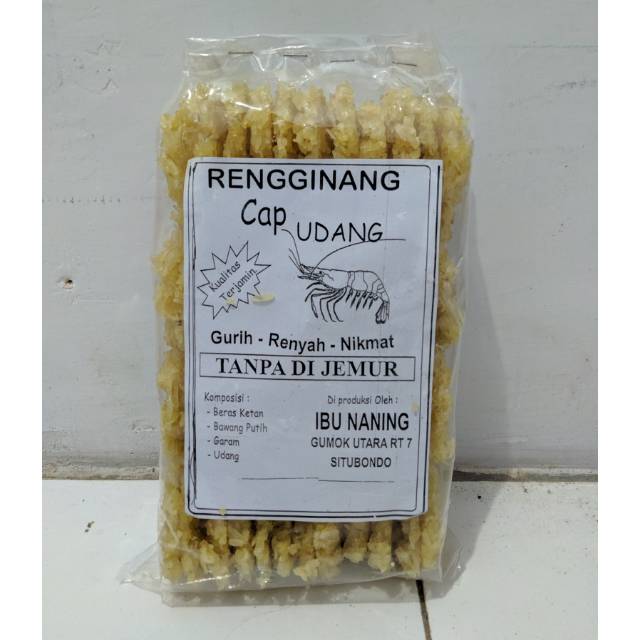 RENGGINANG
Cap UDANG
Kualitas
Terjamin
Gurih - Renyah - Nikmat
TANPA DI JEMUR
Komposisi :
- Beras Ketan
- Bawang Putih
- Garam
- Udang
Di produksi Oleh :
IBU NANING
GUMOK UTARA RT 7
SITUBONDO